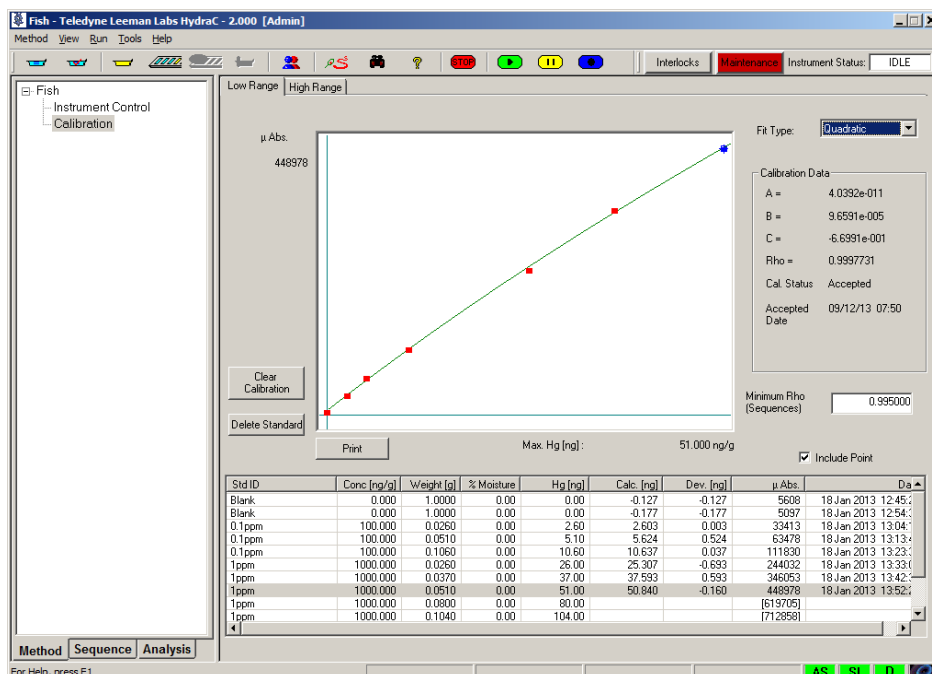 Fish - Teledyne Leeman Labs HydraC - 2.000 [Admin]
Method View Run Tools Help
STOP Interlocks Maintenance Instrument Status: IDLE
Fish
Instrument Control
Calibration
Low Range High Range
µ Abs.
448978
Fit Type: Quadratic
Calibration Data
A = 4.0392e-011
B = 9.6591e-005
C = -6.6991e-001
Rho = 0.9997731
Cal. Status Accepted
Accepted Date 09/12/13 07:50
Clear Calibration
Delete Standard
Minimum Rho (Sequences) 0.995000
Print Max. Hg [ng] : 51.000 ng/g
Include Point
Std ID Conc [ng/g] Weight [g] % Moisture Hg [ng] Calc. [ng] Dev. [ng] µ Abs.
Blank 0.000 1.0000 0.00 0.00 -0.127 -0.127 5608 18 Jan 2013 12:45:
Blank 0.000 1.0000 0.00 0.00 -0.177 -0.177 5097 18 Jan 2013 12:54:
0.1ppm 100.000 0.0260 0.00 2.60 2.603 0.003 33413 18 Jan 2013 13:04:
0.1ppm 100.000 0.0510 0.00 5.10 5.624 0.524 63478 18 Jan 2013 13:13:
0.1ppm 100.000 0.1060 0.00 10.60 10.637 0.037 111830 18 Jan 2013 13:23:
1ppm 1000.000 0.0260 0.00 26.00 25.307 -0.693 244032 18 Jan 2013 13:33:
1ppm 1000.000 0.0370 0.00 37.00 37.593 0.593 346053 18 Jan 2013 13:42:
1ppm 1000.000 0.0510 0.00 51.00 50.840 -0.160 448978 18 Jan 2013 13:52:
1ppm 1000.000 0.0800 0.00 80.00 [619705]
1ppm 1000.000 0.1040 0.00 104.00 [712858]
Method Sequence Analysis
For Help, press F1 AS SL D